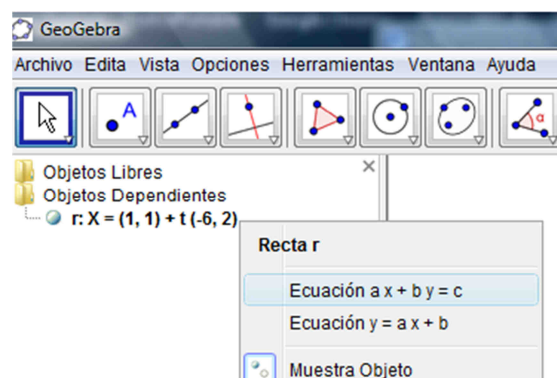 GeoGebra
Archivo Edita Vista Opciones Herramientas Ventana Ayuda
A
α
Objetos Libres
Objetos Dependientes
r: X = (1, 1) + t (-6, 2)
Recta r
Ecuación a x + b y = c
Ecuación y = a x + b
Muestra Objeto